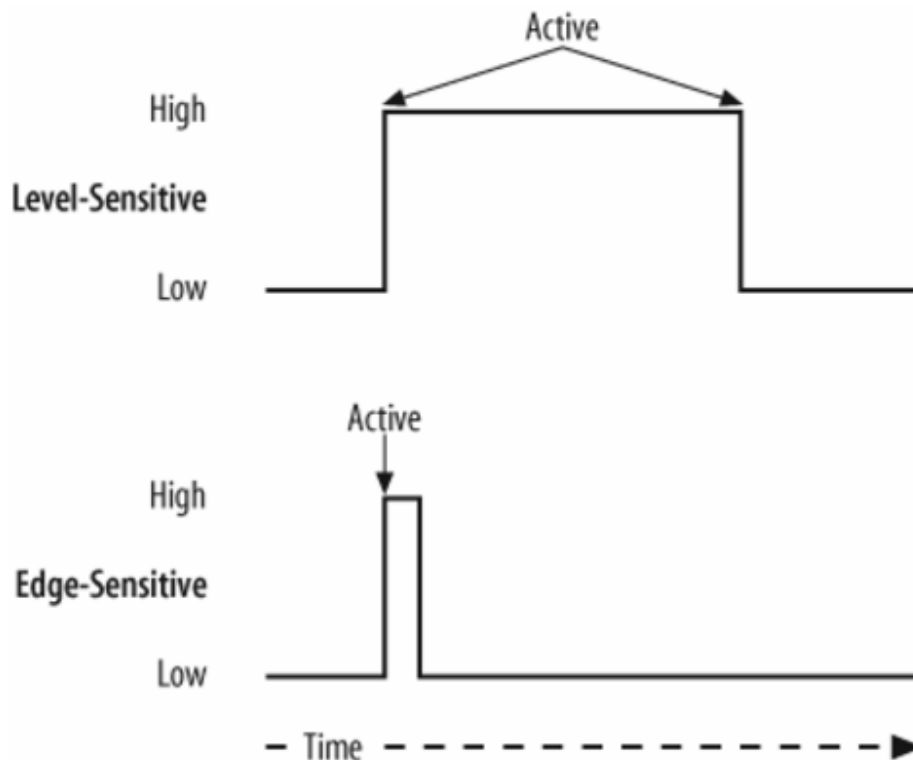 Active
High
Level-Sensitive
Low
Active
High
Edge-Sensitive
Low
Time